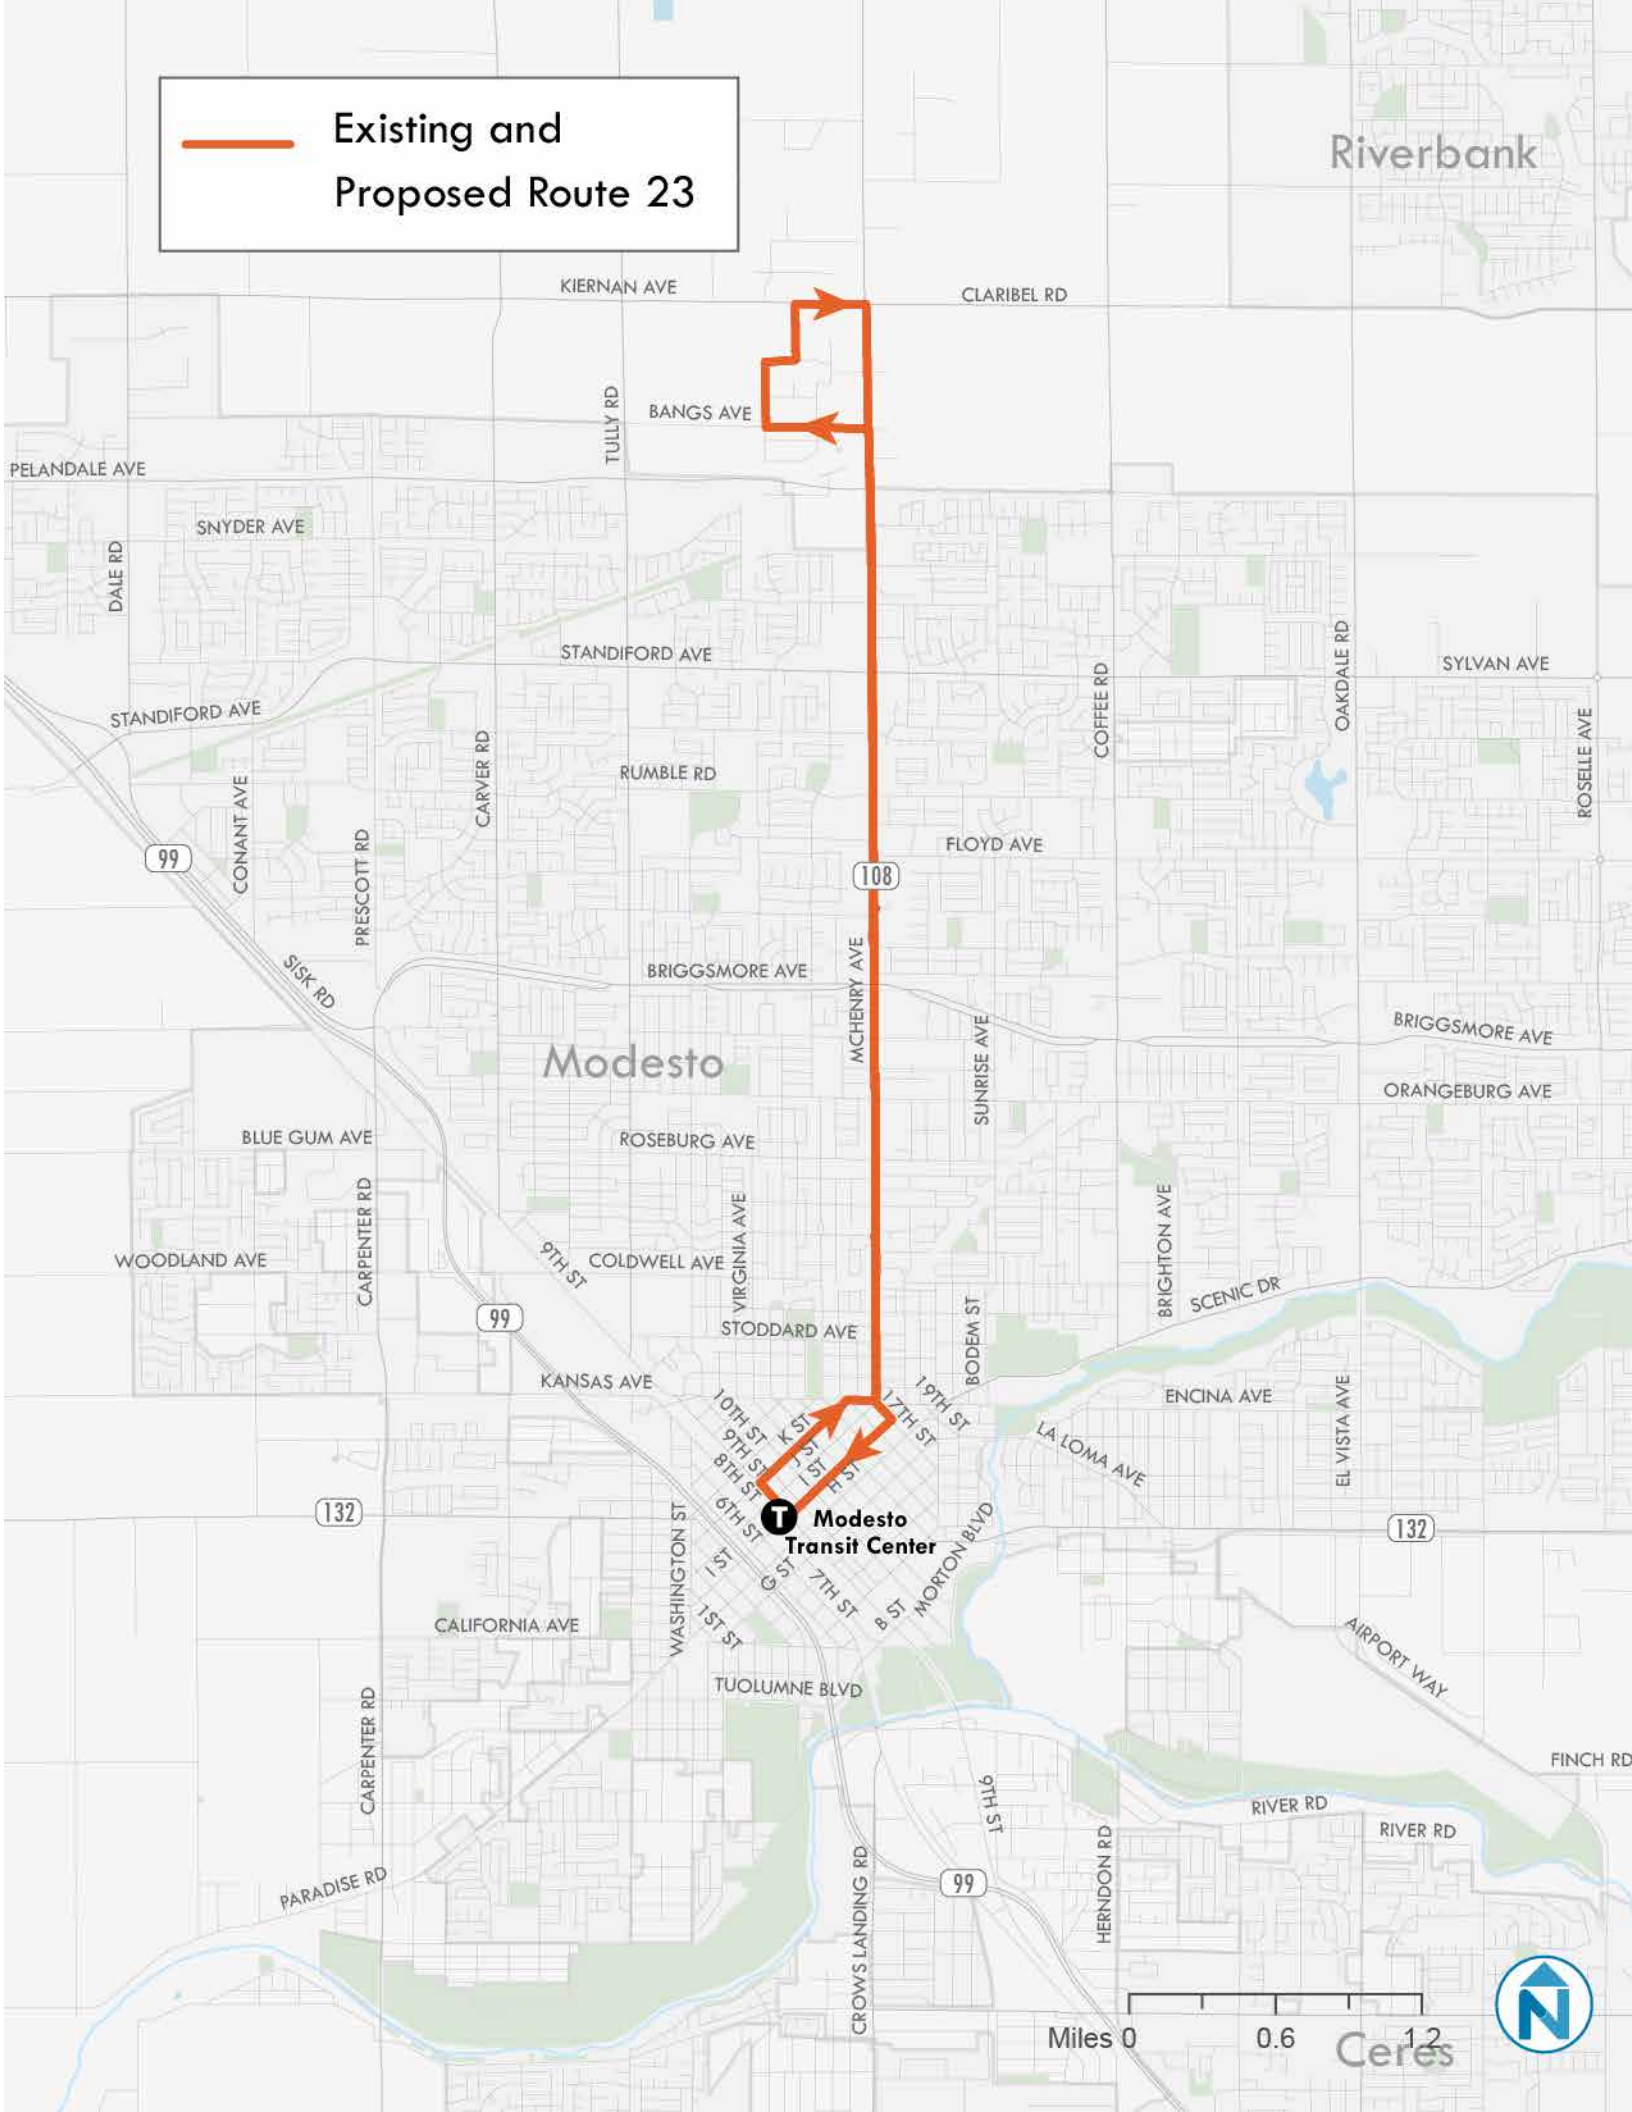 Existing and
Proposed Route 23
Riverbank
KIERNAN AVE
CLARIBEL RD
TULLY RD
BANGS AVE
PELANDALE AVE
SNYDER AVE
DALE RD
STANDIFORD AVE
SYLVAN AVE
OAKDALE RD
COFFEE RD
STANDIFORD AVE
ROSELLE AVE
CARVER RD
RUMBLE RD
CONANT AVE
PRESCOTT RD
FLOYD AVE
99
108
SISK RD
BRIGGSMORE AVE
MCHENRY AVE
SUNRISE AVE
BRIGGSMORE AVE
Modesto
ORANGEBURG AVE
BLUE GUM AVE
ROSEBURG AVE
CARPENTER RD
VIRGINIA AVE
BRIGHTON AVE
WOODLAND AVE
9TH ST
COLDWELL AVE
SCENIC DR
99
BODEM ST
STODDARD AVE
KANSAS AVE
ENCINA AVE
EL VISTA AVE
10TH ST
9TH ST
8TH ST
K ST
J ST
I ST
H ST
17TH ST
19TH ST
LA LOMA AVE
132
6TH ST
T
Modesto
Transit Center
132
WASHINGTON ST
I ST
G ST
7TH ST
B ST
MORTON BLVD
1ST ST
CALIFORNIA AVE
AIRPORT WAY
TUOLUMNE BLVD
CARPENTER RD
FINCH RD
9TH ST
RIVER RD
RIVER RD
PARADISE RD
CROWS LANDING RD
99
HERNDON RD
Miles 0 0.6 1.2
Ceres
N